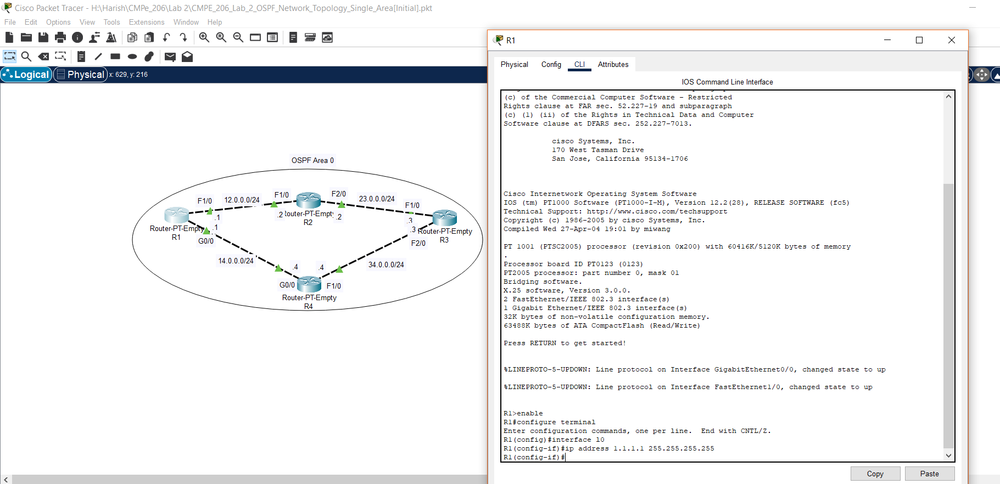 Cisco Packet Tracer - H:\Harish\CMPe_206\Lab 2\CMPE_206_Lab_2_OSPF_Network_Topology_Single_Area[Initial].pkt
File Edit Options View Tools Extensions Window Help
Logical Physical x: 629, y: 216
OSPF Area 0
F1/0 12.0.0.0/24 F1/0 F2/0 23.0.0.0/24 F1/0
.1 .2 .2 .3
Router-PT-Empty
R1
Router-PT-Empty
R2
Router-PT-Empty
R3
.1 .3
G0/0 F2/0
14.0.0.0/24 .4 .4 34.0.0.0/24
G0/0 F1/0
Router-PT-Empty
R4
R1
Physical Config CLI Attributes
IOS Command Line Interface
(c) of the Commercial Computer Software - Restricted
Rights clause at FAR sec. 52.227-19 and subparagraph
(c) (1) (ii) of the Rights in Technical Data and Computer
Software clause at DFARS sec. 252.227-7013.
cisco Systems, Inc.
170 West Tasman Drive
San Jose, California 95134-1706
Cisco Internetwork Operating System Software
IOS (tm) PT1000 Software (PT1000-I-M), Version 12.2(28), RELEASE SOFTWARE (fc5)
Technical Support: http://www.cisco.com/techsupport
Copyright (c) 1986-2005 by cisco Systems, Inc.
Compiled Wed 27-Apr-04 19:01 by miwang
PT 1001 (PTSC2005) processor (revision 0x200) with 60416K/5120K bytes of memory
.
Processor board ID PT0123 (0123)
PT2005 processor: part number 0, mask 01
Bridging software.
X.25 software, Version 3.0.0.
2 FastEthernet/IEEE 802.3 interface(s)
1 Gigabit Ethernet/IEEE 802.3 interface(s)
32K bytes of non-volatile configuration memory.
63488K bytes of ATA CompactFlash (Read/Write)
Press RETURN to get started!
%LINEPROTO-5-UPDOWN: Line protocol on Interface GigabitEthernet0/0, changed state to up
%LINEPROTO-5-UPDOWN: Line protocol on Interface FastEthernet1/0, changed state to up
R1>enable
R1#configure terminal
Enter configuration commands, one per line.  End with CNTL/Z.
R1(config)#interface l0
R1(config-if)#ip address 1.1.1.1 255.255.255.255
R1(config-if)#
Copy Paste